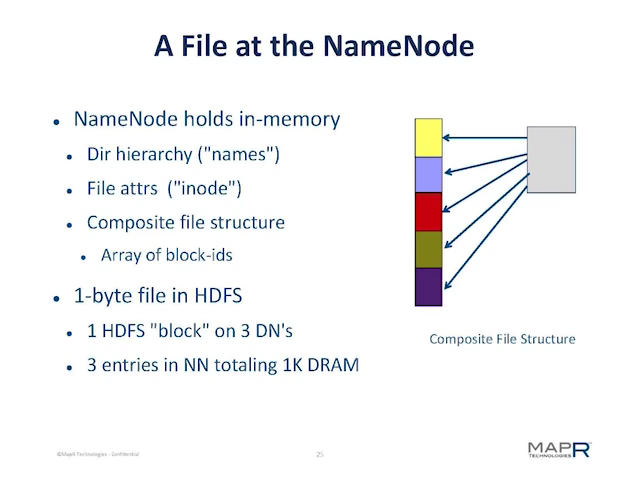 A File at the NameNode
• NameNode holds in-memory
• Dir hierarchy ("names")
• File attrs ("inode")
• Composite file structure
• Array of block-ids
• 1-byte file in HDFS
• 1 HDFS "block" on 3 DN's
• 3 entries in NN totaling 1K DRAM
Composite File Structure
©MapR Technologies - Confidential
25
MAPR
TECHNOLOGIES